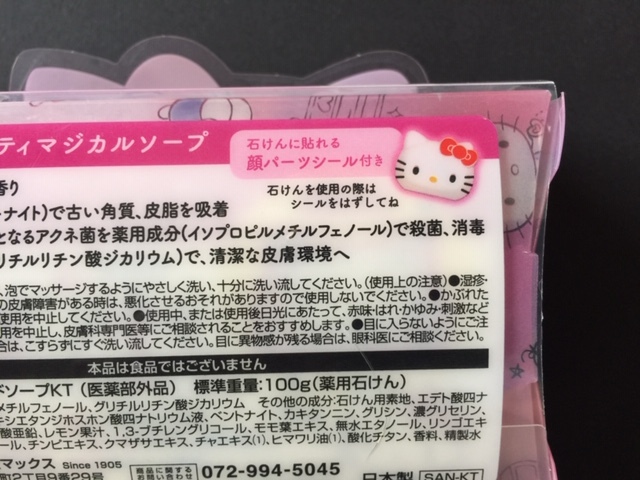 ティマジカルソープ
石けんに貼れる
顔パーツシール付き
香り
石けんを使用の際は
シールをはずしてね
ナイト)で古い角質、皮脂を吸着
となるアクネ菌を薬用成分(イソプロピルメチルフェノール)で殺菌、消毒
リチルリチン酸ジカリウム)で、清潔な皮膚環境へ
、泡でマッサージするようにやさしく洗い、十分に洗い流してください。〈使用上の注意〉●湿疹・
の皮膚障害がある時は、悪化させるおそれがありますので使用しないでください。●かぶれた
使用を中止してください。●使用中、または使用後日光にあたって、赤味・はれ・かゆみ・刺激など
用を中止し、皮膚科専門医等にご相談されることをおすすめします。●目に入らないようにご注
合は、こすらずにすぐ洗い流してください。目に異物感が残る場合は、眼科医にご相談ください。
本品は食品ではございません
ソープKT(医薬部外品) 標準重量:100g(薬用石けん)
メチルフェノール、グリチルリチン酸ジカリウム その他の成分:石けん用素地、エデト酸四ナ
キシエタンジホスホン酸四ナトリウム液、ベントナイト、カキタンニン、グリシン、濃グリセリン、
酸亜鉛、レモン果汁、1,3-ブチレングリコール、モモ葉エキス、無水エタノール、リンゴエキ
ール、チンピエキス、クマザサエキス、チャエキス(1)、ヒマワリ油(1)、酸化チタン、香料、精製水
マックス Since 1905
町2丁目9番29号
商品に関する
お問い合わせ
072-994-5045
日本製
SAN-KT